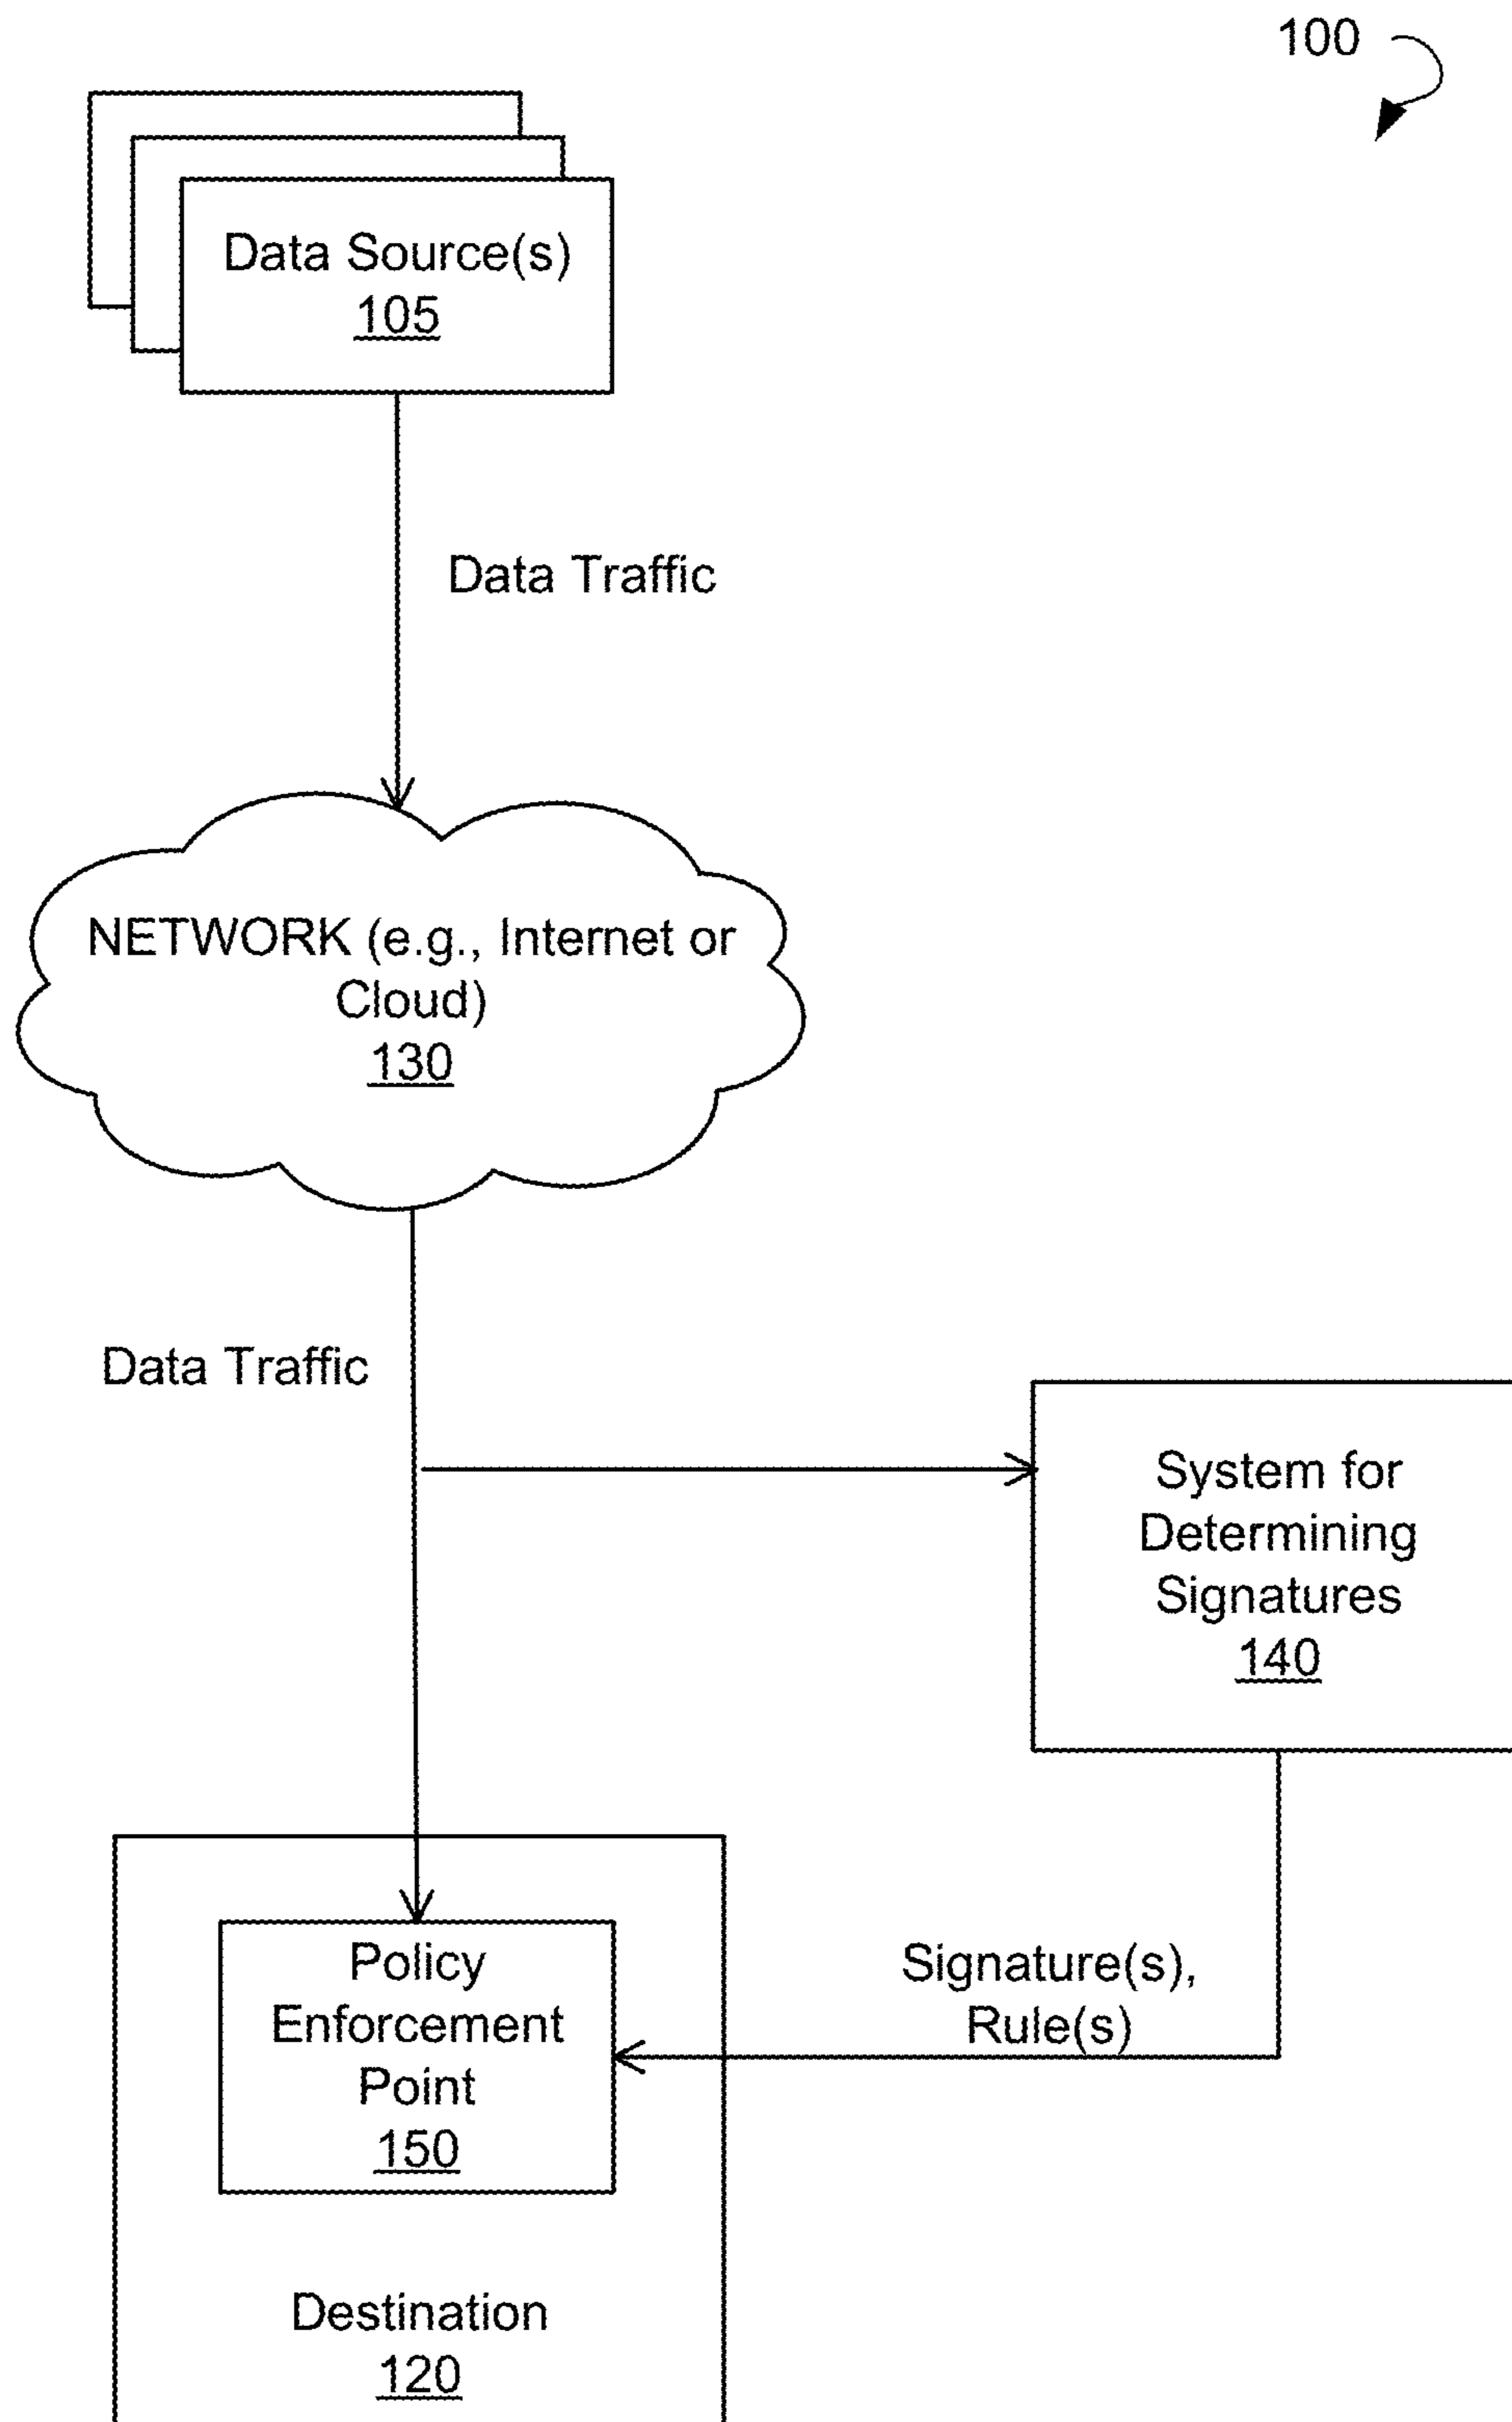 100
Data Source(s)
105
Data Traffic
NETWORK (e.g., Internet or
Cloud)
130
Data Traffic
System for
Determining
Signatures
140
Policy
Enforcement
Point
150
Signature(s),
Rule(s)
Destination
120